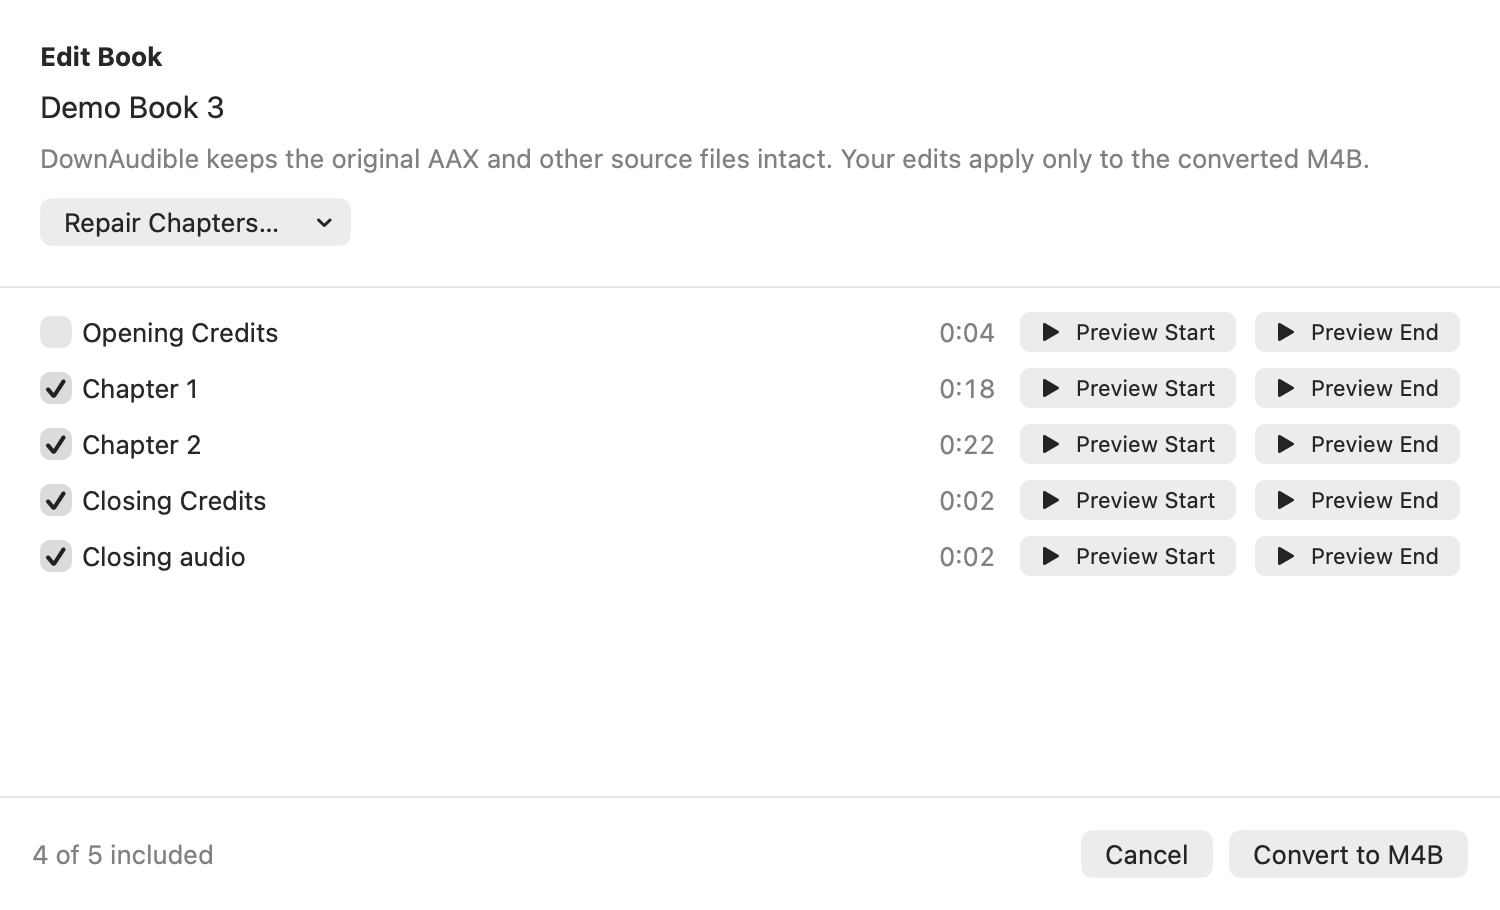 Edit Book
Demo Book 3
DownAudible keeps the original AAX and other source files intact. Your edits apply only to the converted M4B.
Repair Chapters...
Opening Credits 0:04 Preview Start Preview End
Chapter 1 0:18 Preview Start Preview End
Chapter 2 0:22 Preview Start Preview End
Closing Credits 0:02 Preview Start Preview End
Closing audio 0:02 Preview Start Preview End
4 of 5 included Cancel Convert to M4B